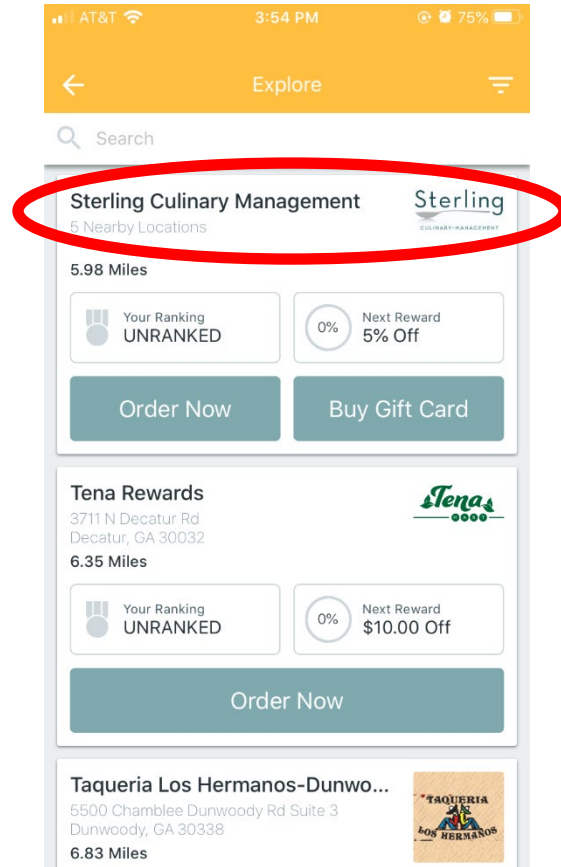 AT&T 3:54 PM 75%
Explore
Search
Sterling Culinary Management
Sterling
CULINARY-MANAGEMENT
5 Nearby Locations
5.98 Miles
Your Ranking
UNRANKED
0%
Next Reward
5% Off
Order Now
Buy Gift Card
Tena Rewards
Tena
3711 N Decatur Rd
Decatur, GA 30032
6.35 Miles
Your Ranking
UNRANKED
0%
Next Reward
$10.00 Off
Order Now
Taqueria Los Hermanos-Dunwo...
TAQUERIA
LOS HERMANOS
5500 Chamblee Dunwoody Rd Suite 3
Dunwoody, GA 30338
6.83 Miles